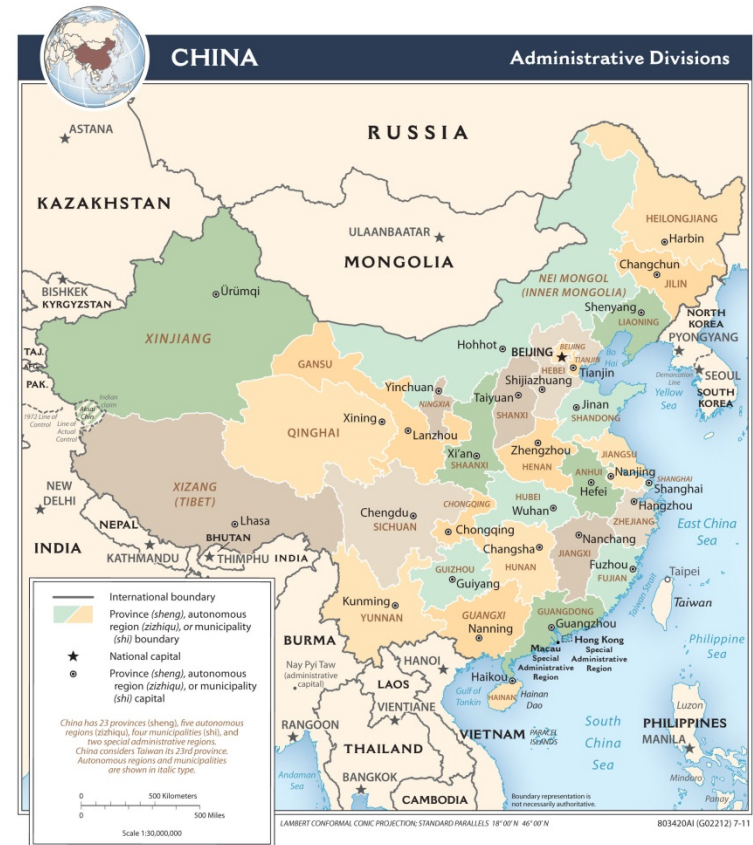 CHINA
Administrative Divisions
ASTANA
RUSSIA
KAZAKHSTAN
ULAANBAATAR
MONGOLIA
HEILONGJIANG
Harbin
Changchun
JILIN
BISHKEK
KYRGYZSTAN
Ürümqi
NEI MONGOL
(INNER MONGOLIA)
Shenyang
LIAONING
NORTH
KOREA
PYONGYANG
XINJIANG
Hohhot
BEIJING
BEIJING
TIANJIN
Tianjin
Bo
Hai
Demarcation
Line
SEOUL
SOUTH
KOREA
Yellow
Sea
TAJ.
PAK.
GANSU
HEBEI
Shijiazhuang
Yinchuan
NINGXIA
Taiyuan
SHANXI
Jinan
SHANDONG
Indian
claim
Aksai
Chin
1972 Line of
Control
Line of
Actual
Control
Xining
Lanzhou
QINGHAI
Xi'an
SHAANXI
Zhengzhou
HENAN
JIANGSU
ANHUI
Nanjing
Hefei
SHANGHAI
Shanghai
NEW
DELHI
XIZANG
(TIBET)
Lhasa
Chengdu
SICHUAN
CHONGQING
Chongqing
HUBEI
Wuhan
Hangzhou
ZHEJIANG
East China
Sea
NEPAL
KATHMANDU
BHUTAN
THIMPHU
INDIA
INDIA
Changsha
HUNAN
Nanchang
JIANGXI
GUIZHOU
Guiyang
Fuzhou
FUJIAN
Taiwan Strait
Taipei
Taiwan
Kunming
YUNNAN
GUANGXI
Nanning
GUANGDONG
Guangzhou
Macau
Special
Administrative
Region
Hong Kong
Special
Administrative
Region
Philippine
Sea
BURMA
Nay Pyi Taw
(administrative
capital)
HANOI
LAOS
VIENTIANE
Gulf of
Tonkin
Haikou
HAINAN
Hainan
Dao
RANGOON
THAILAND
VIETNAM
PARACEL
ISLANDS
South
China
Sea
Luzon
PHILIPPINES
MANILA
Mindoro
Panay
Andaman
Sea
BANGKOK
CAMBODIA
International boundary
Province (sheng), autonomous
region (zizhiqu), or municipality
(shi) boundary
National capital
Province (sheng), autonomous
region (zizhiqu), or municipality
(shi) capital
China has 23 provinces (sheng), five autonomous
regions (zizhiqu), four municipalities (shi), and
two special administrative regions.
China considers Taiwan its 23rd province.
Autonomous regions and municipalities
are shown in italic type.
0 500 Kilometers
0 500 Miles
Scale 1:30,000,000
Boundary representation is
not necessarily authoritative.
LAMBERT CONFORMAL CONIC PROJECTION; STANDARD PARALLELS 18°00'N 46°00'N
803420AI (G02212) 7-11